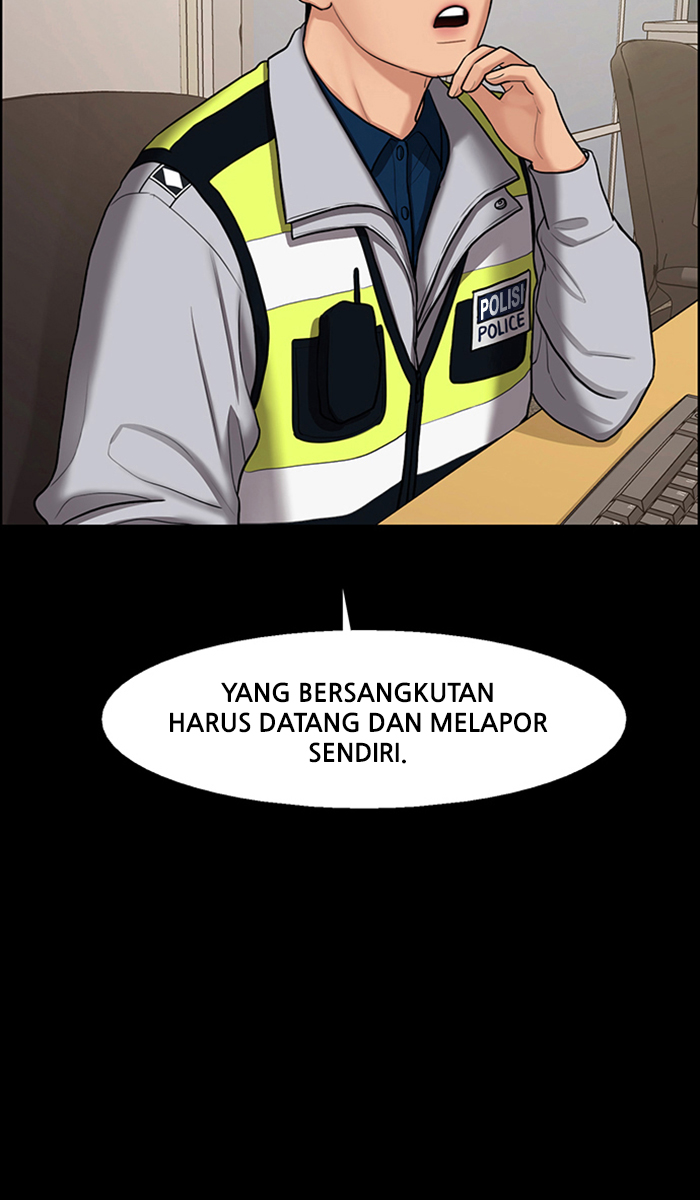 POLISI
POLICE
YANG BERSANGKUTAN
HARUS DATANG DAN MELAPOR
SENDIRI.